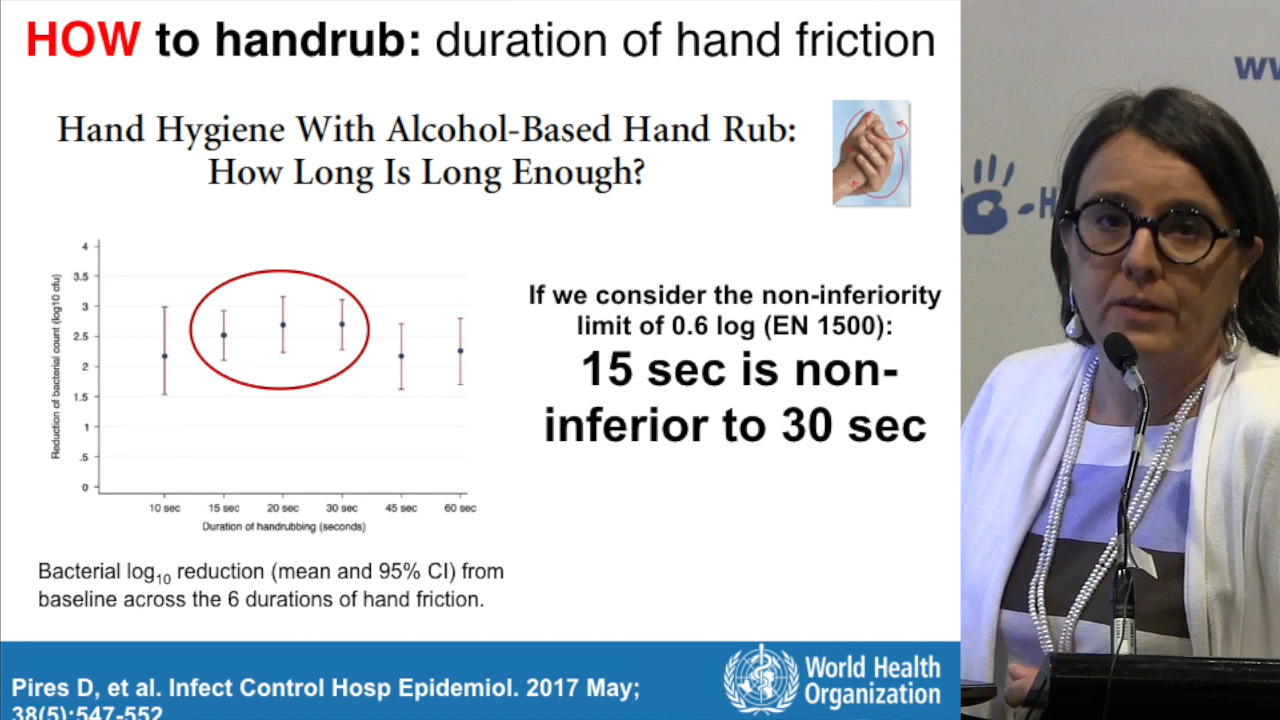 HOW to handrub: duration of hand friction
Hand Hygiene With Alcohol-Based Hand Rub:
How Long Is Long Enough?
4
3.5
3
2.5
2
1.5
1
.5
0
Reduction of bacterial count (log10 cfu)
10 sec 15 sec 20 sec 30 sec 45 sec 60 sec
Duration of handrubbing (seconds)
If we consider the non-inferiority
limit of 0.6 log (EN 1500):
15 sec is non-
inferior to 30 sec
Bacterial log₁₀ reduction (mean and 95% CI) from
baseline across the 6 durations of hand friction.
Pires D, et al. Infect Control Hosp Epidemiol. 2017 May;
38(5):547-552
World Health
Organization
-H